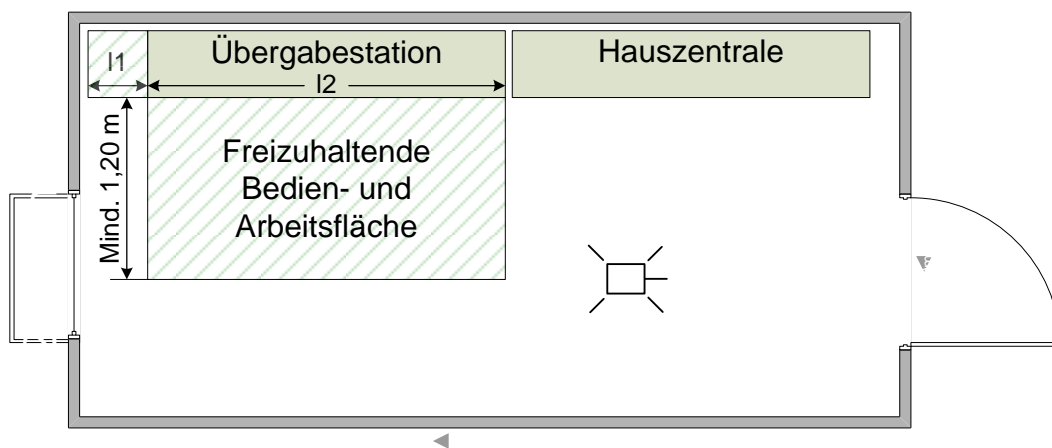 Übergabestation
Hauszentrale
l1
l2
Mind. 1,20 m
Freizuhaltende
Bedien- und
Arbeitsfläche